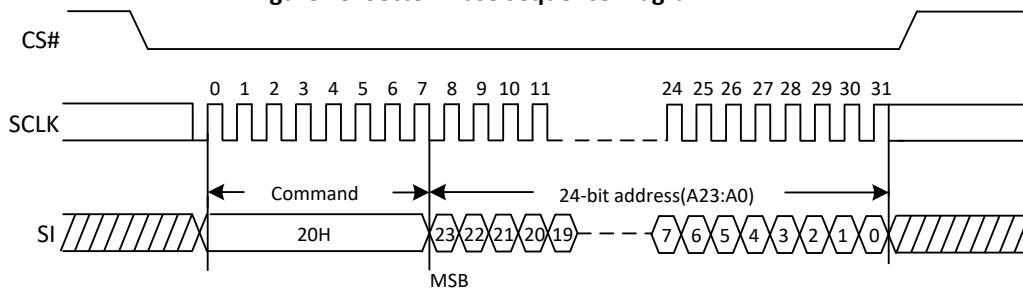 CS#
0 1 2 3 4 5 6 7 8 9 10 11 24 25 26 27 28 29 30 31
SCLK
Command 24-bit address(A23:A0)
SI 20H 23 22 21 20 19 7 6 5 4 3 2 1 0
MSB